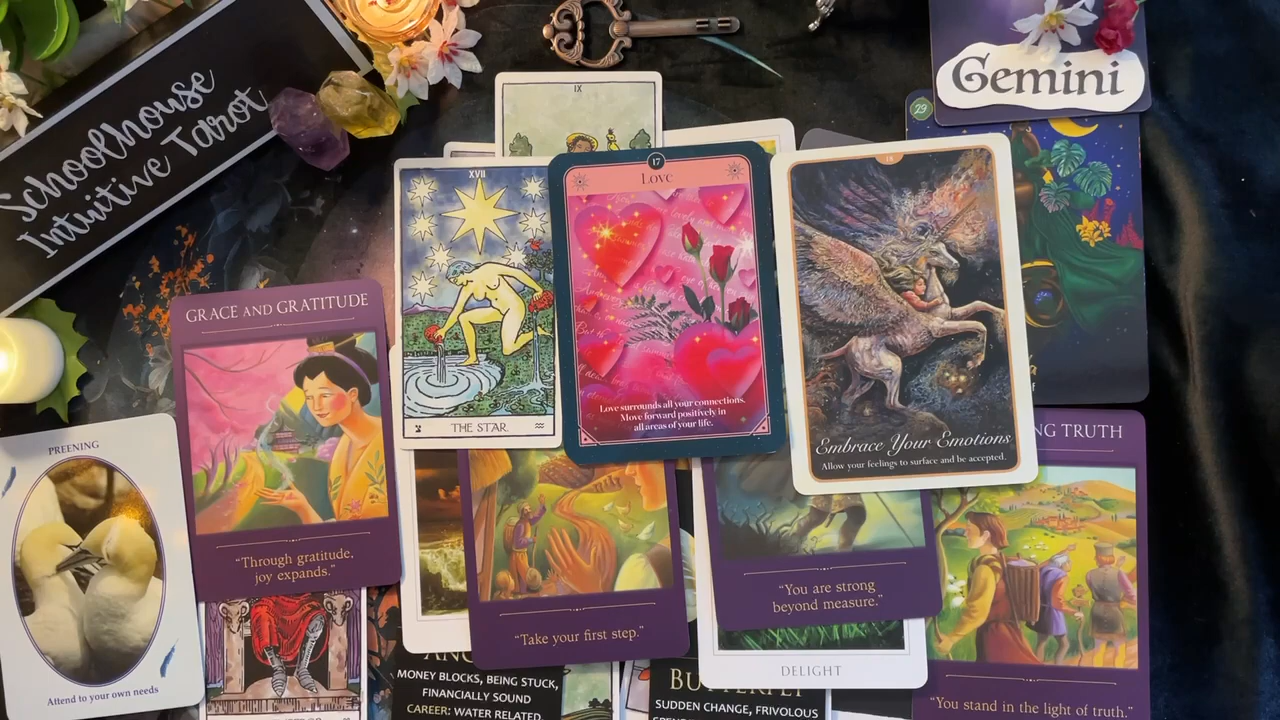 Schoolhouse
Intuitive Tarot
Gemini
29
IX
XVII
THE STAR.
17
Love
Love surrounds all your connections.
Move forward positively in
all areas of your life.
IX
Embrace Your Emotions
Allow your feelings to surface and be accepted.
GRACE AND GRATITUDE
"Through gratitude,
joy expands."
PREENING
Attend to your own needs
"Take your first step."
"You are strong
beyond measure."
DELIGHT
TRUTH
"You stand in the light of truth."
MONEY BLOCKS, BEING STUCK,
FINANCIALLY SOUND
CAREER: WATER RELATED,
BUTTERFLY
SUDDEN CHANGE, FRIVOLOUS